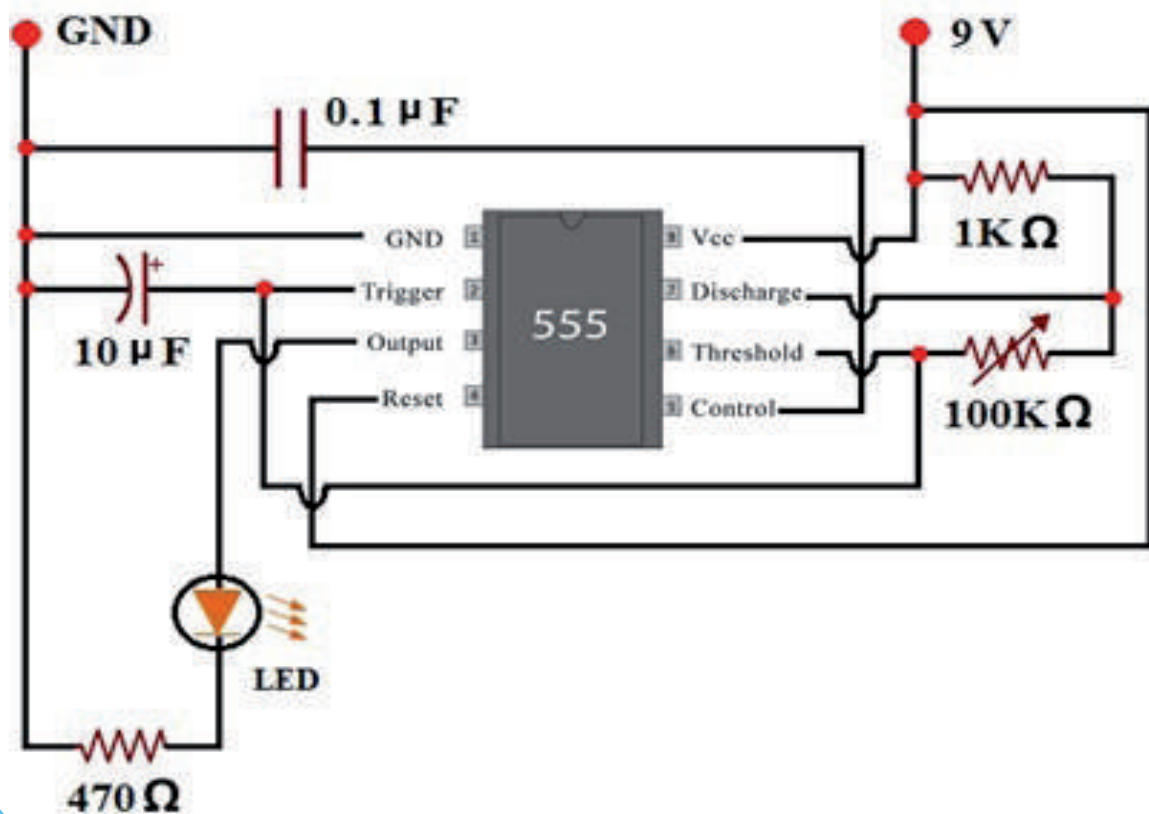 GND
9 V
0.1 μF
1K Ω
GND 1
8 Vcc
Trigger 2
7 Discharge
555
10 μF
Output 3
6 Threshold
Reset 4
5 Control
100K Ω
LED
470 Ω